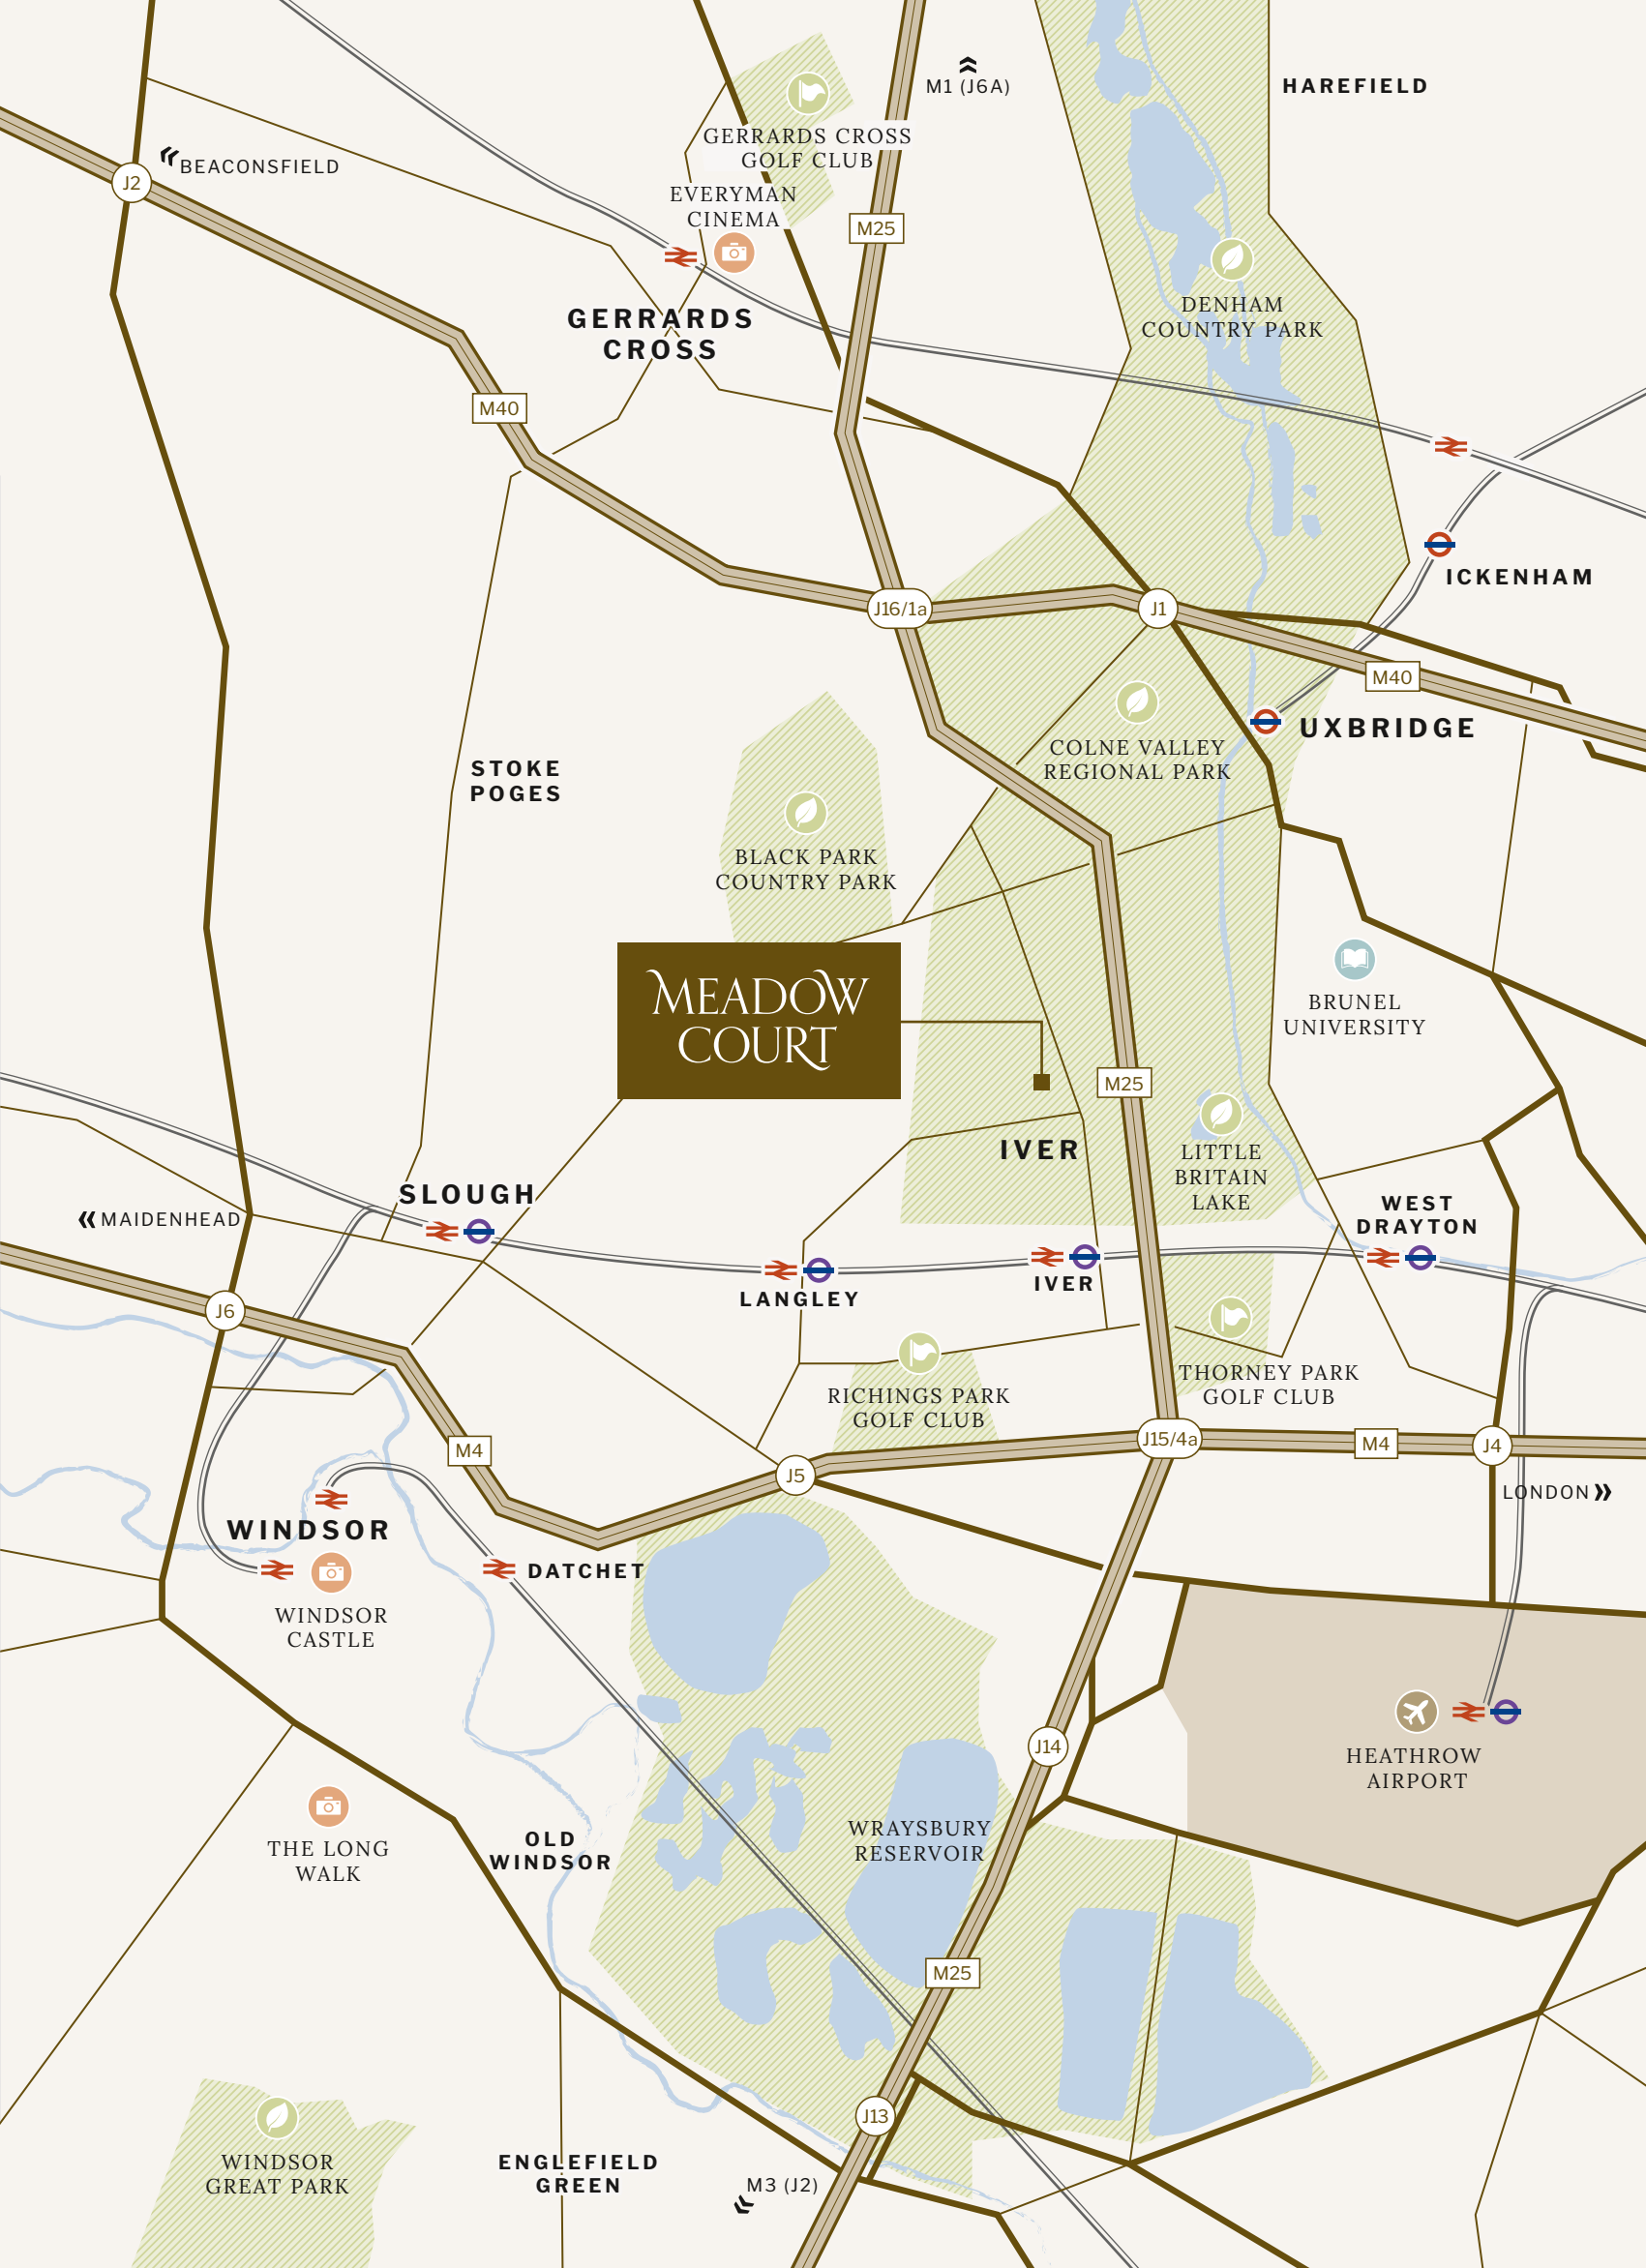 M1 (J6A)
HAREFIELD
GERRARDS CROSS
GOLF CLUB
BEACONSFIELD
J2
EVERYMAN
CINEMA
M25
DENHAM
COUNTRY PARK
GERRARDS
CROSS
M40
ICKENHAM
J16/1a
J1
M40
UXBRIDGE
COLNE VALLEY
REGIONAL PARK
STOKE
POGES
BLACK PARK
COUNTRY PARK
MEADOW
COURT
BRUNEL
UNIVERSITY
M25
IVER
LITTLE
BRITAIN
LAKE
SLOUGH
MAIDENHEAD
WEST
DRAYTON
LANGLEY
IVER
J6
THORNEY PARK
GOLF CLUB
RICHINGS PARK
GOLF CLUB
M4
J5
J15/4a
M4
J4
LONDON
WINDSOR
DATCHET
WINDSOR
CASTLE
J14
HEATHROW
AIRPORT
WRAYSBURY
RESERVOIR
OLD
WINDSOR
THE LONG
WALK
M25
J13
WINDSOR
GREAT PARK
ENGLEFIELD
GREEN
M3 (J2)